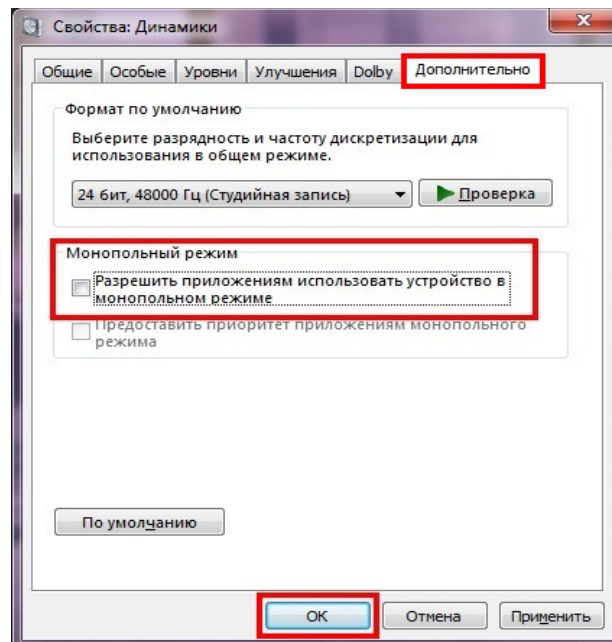 Свойства: Динамики
Общие Особые Уровни Улучшения Dolby Дополнительно
Формат по умолчанию
Выберите разрядность и частоту дискретизации для
использования в общем режиме.
24 бит, 48000 Гц (Студийная запись) Проверка
Монопольный режим
Разрешить приложениям использовать устройство в
монопольном режиме
Предоставить приоритет приложениям монопольного
режима
По умолчанию
ОК Отмена Применить